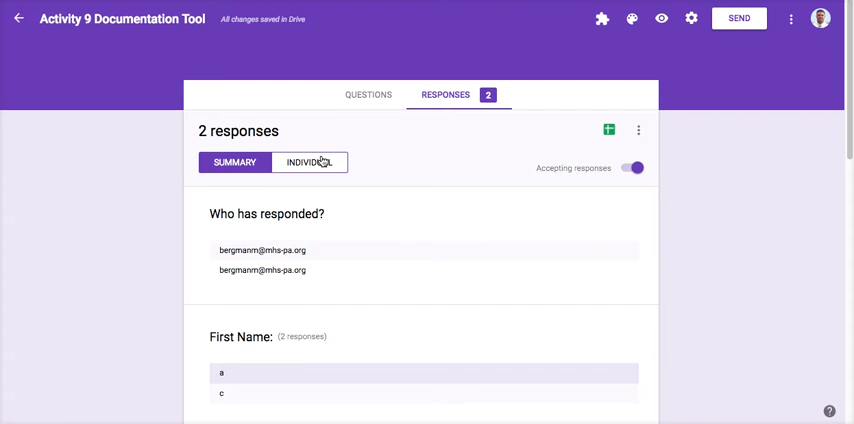 Activity 9 Documentation Tool All changes saved in Drive SEND
QUESTIONS RESPONSES 2
2 responses
SUMMARY INDIVIDUAL
Accepting responses
Who has responded?
bergmanm@mhs-pa.org
bergmanm@mhs-pa.org
First Name: (2 responses)
a
c